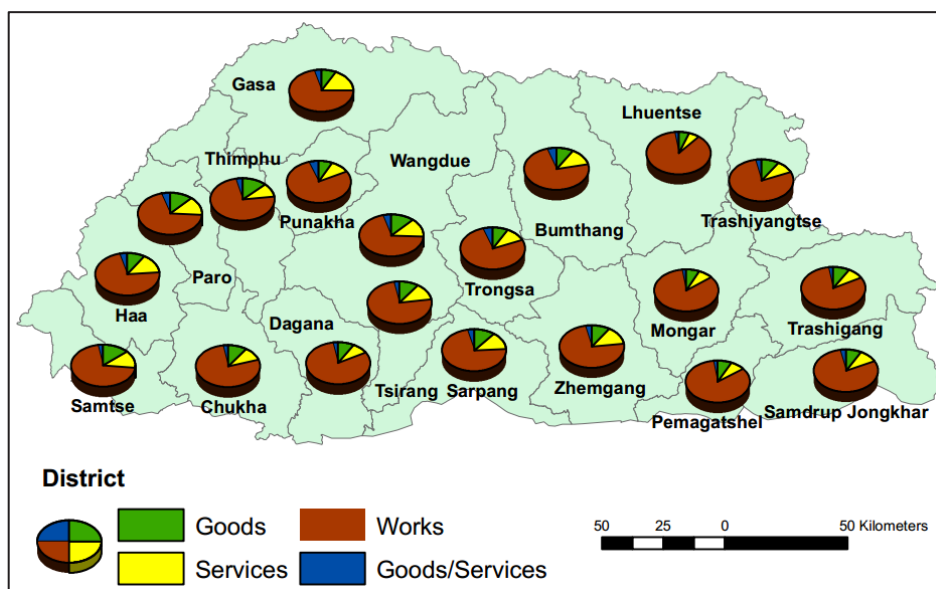 Gasa
Lhuentse
Thimphu
Wangdue
Punakha
Trashiyangtse
Bumthang
Paro
Trongsa
Haa
Mongar
Trashigang
Dagana
Tsirang
Sarpang
Zhemgang
Samtse
Chukha
Pemagatshel
Samdrup Jongkhar
District
Goods
Works
Services
Goods/Services
50 25 0 50 Kilometers